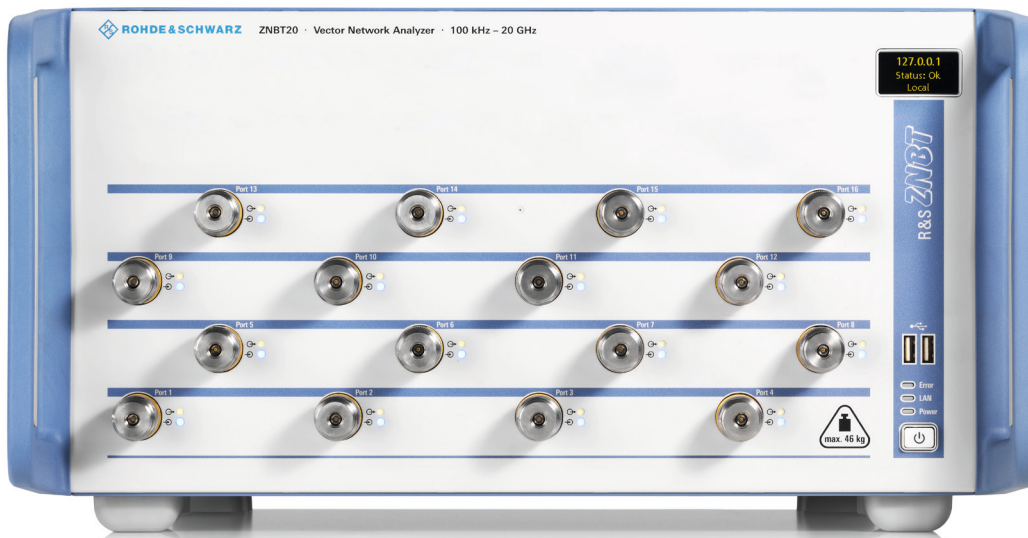 ROHDE & SCHWARZ ZNBT20 · Vector Network Analyzer · 100 kHz – 20 GHz
127.0.0.1
Status: Ok
Local
R&S ZNBT
Port 13 Port 14 Port 15 Port 16
Port 9 Port 10 Port 11 Port 12
Port 5 Port 6 Port 7 Port 8
Port 1 Port 2 Port 3 Port 4
Error
LAN
Power
max. 46 kg